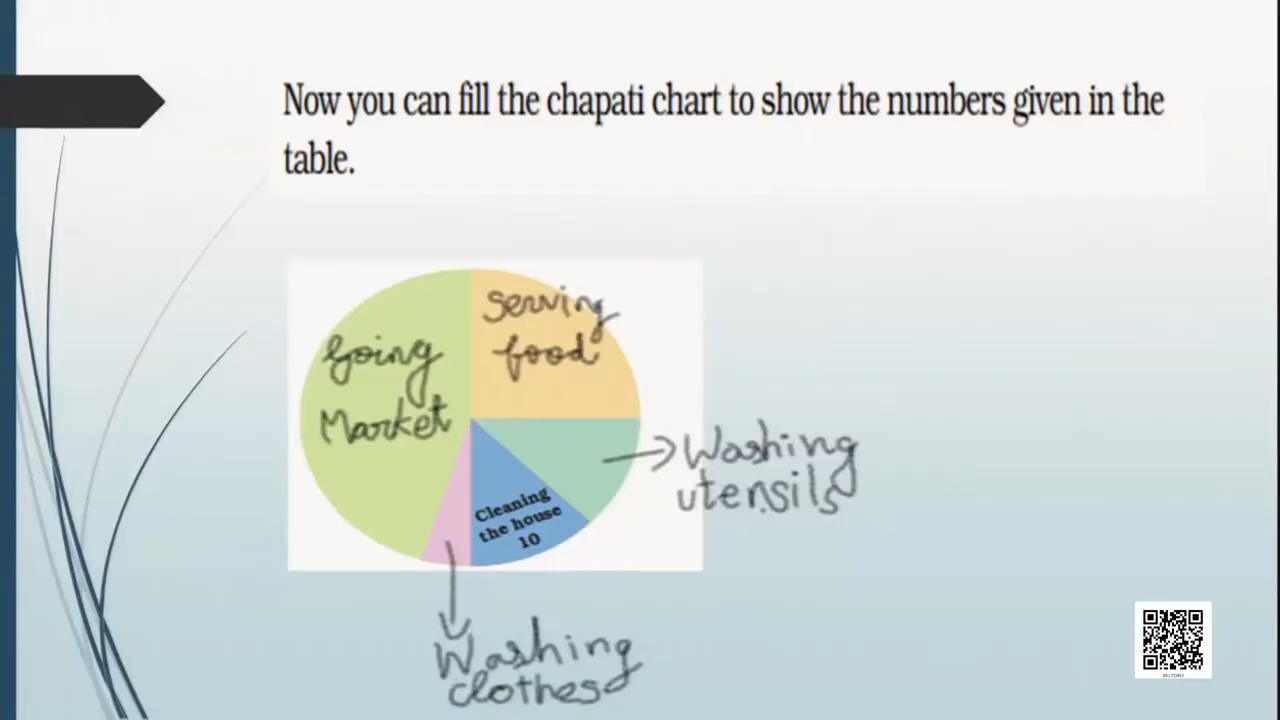 Now you can fill the chapati chart to show the numbers given in the
table.
Serving
food
Going
Market
Washing
utensils
Cleaning
the house
10
Washing
clothes